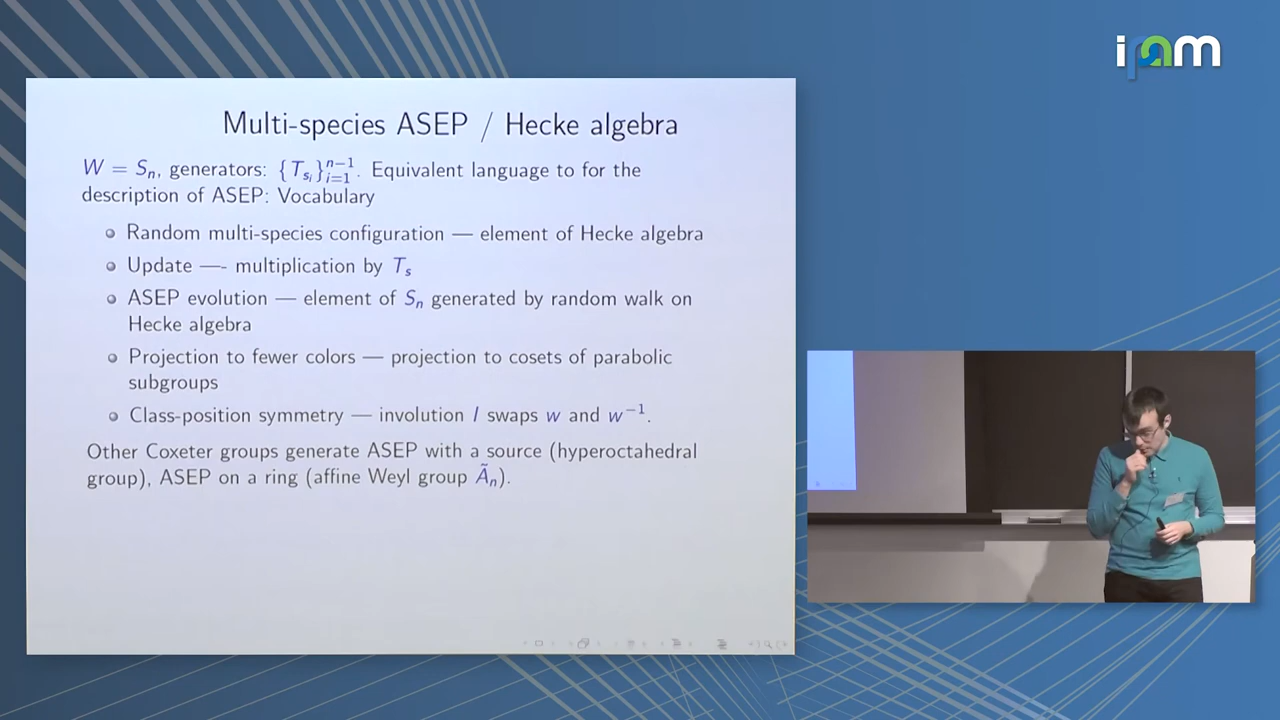 ipam
Multi-species ASEP / Hecke algebra
W = Sₙ, generators: {T_{s_i}}_{i=1}^{n−1}. Equivalent language to for the
description of ASEP: Vocabulary
Random multi-species configuration — element of Hecke algebra
Update —- multiplication by Tₛ
ASEP evolution — element of Sₙ generated by random walk on
Hecke algebra
Projection to fewer colors — projection to cosets of parabolic
subgroups
Class-position symmetry — involution I swaps w and w⁻¹.
Other Coxeter groups generate ASEP with a source (hyperoctahedral
group), ASEP on a ring (affine Weyl group Ãₙ).